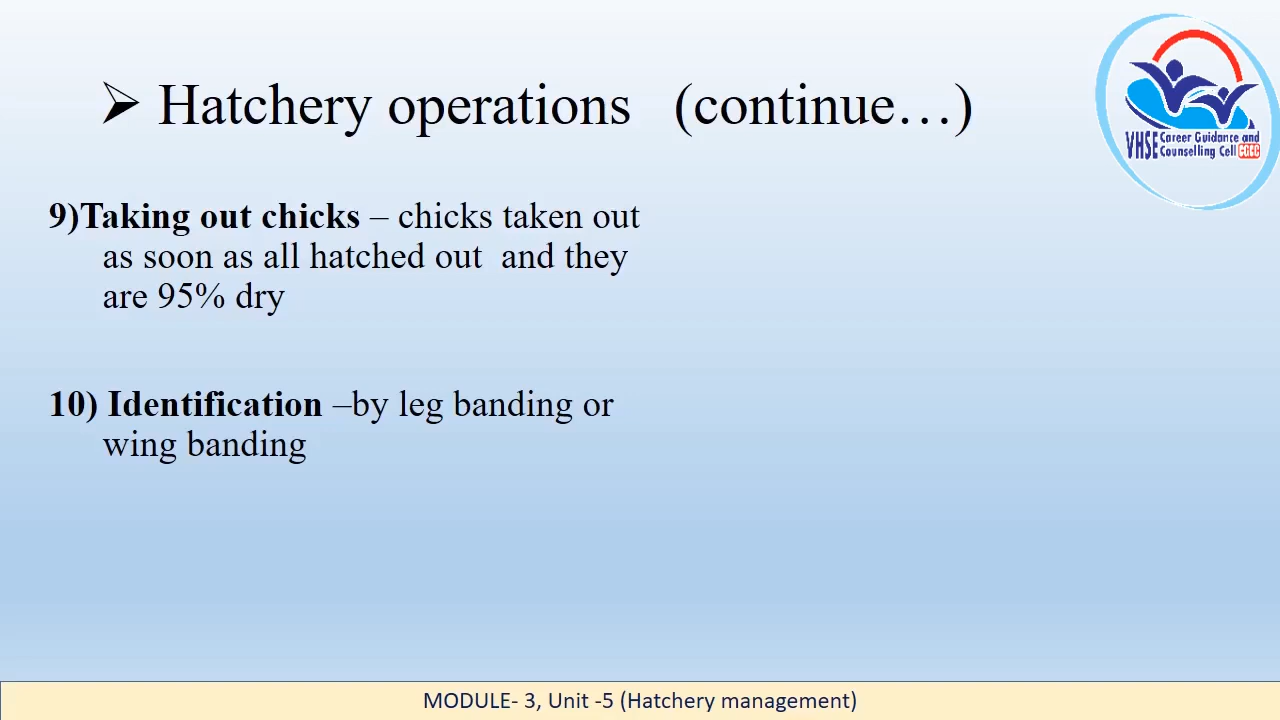 ➢ Hatchery operations (continue…)
VHSE Career Guidance and
Counselling Cell CGCC
9)Taking out chicks – chicks taken out
as soon as all hatched out and they
are 95% dry
10) Identification –by leg banding or
wing banding
MODULE- 3, Unit -5 (Hatchery management)